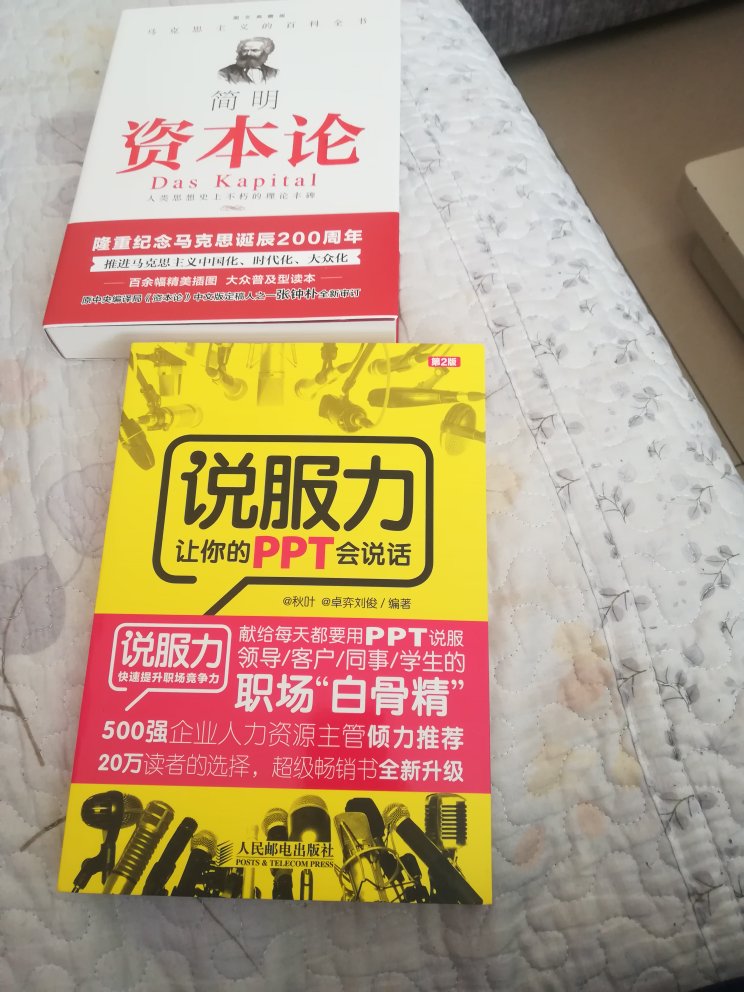 图文典藏版
马克思主义的百科全书
简明
资本论
Das Kapital
人类思想史上不朽的理论丰碑
隆重纪念马克思诞辰200周年
推进马克思主义中国化、时代化、大众化
百余幅精美插图 大众普及型读本
原中央编译局《资本论》中文版定稿人之一张钟朴全新审订
第2版
说服力
让你的PPT会说话
@秋叶 @卓弈刘俊/编著
说服力
快速提升职场竞争力
献给每天都要用PPT说服
领导/客户/同事/学生的
职场“白骨精”
500强企业人力资源主管倾力推荐
20万读者的选择，超级畅销书全新升级
人民邮电出版社
POSTS & TELECOM PRESS